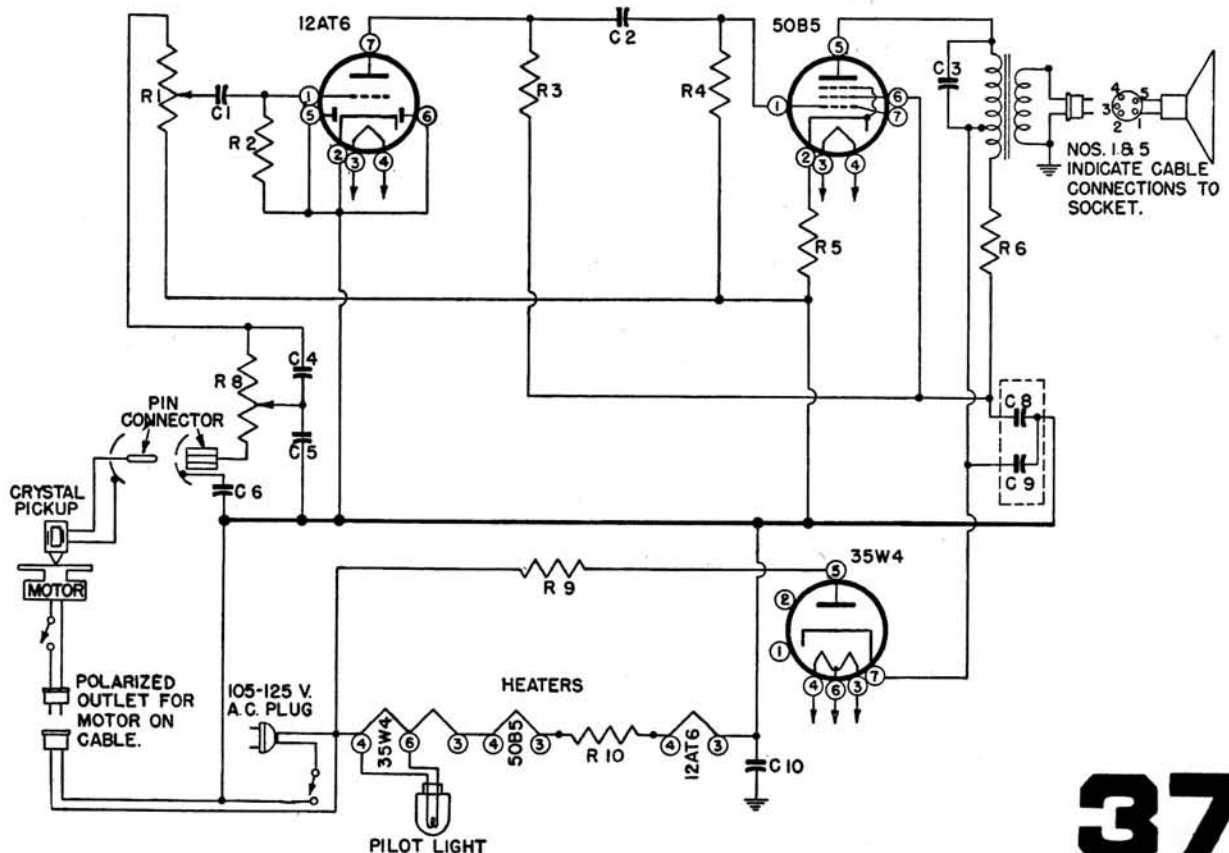 12AT6
50B5
35W4
7
1
5
6
2
3
4
5
1
6
7
2
3
4
R1
C1
R2
R3
C2
R4
R5
C3
R6
4
5
3
2
1
NOS. 1 & 5
INDICATE CABLE
CONNECTIONS TO
SOCKET.
C4
R8
C5
PIN
CONNECTOR
C6
C8
C9
CRYSTAL
PICKUP
MOTOR
R9
5
2
1
4
6
3
7
POLARIZED
OUTLET FOR
MOTOR ON
CABLE.
105-125 V.
A.C. PLUG
HEATERS
4
35W4
6
3
4
50B5
3
R10
4
12AT6
3
C10
PILOT LIGHT
37